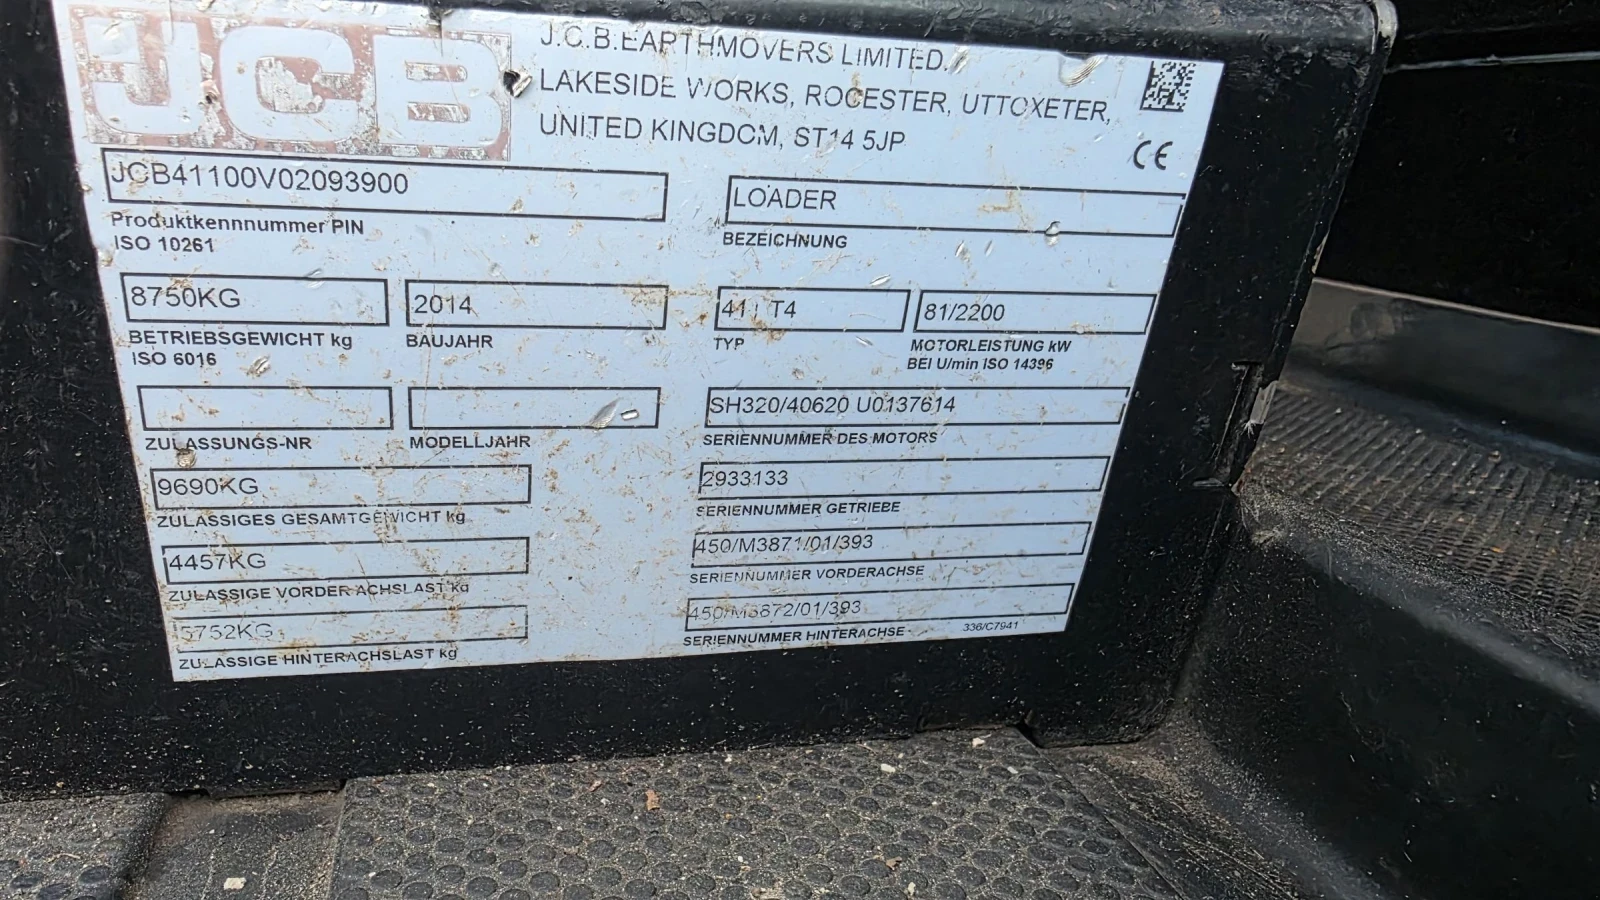 JCB
J.C.B.EARTHMOVERS LIMITED.
LAKESIDE WORKS, ROCESTER, UTTOXETER,
UNITED KINGDOM, ST14 5JP
CE
JCB41100V02093900
Produktkennnummer PIN
ISO 10261
LOADER
BEZEICHNUNG
8750KG
BETRIEBSGEWICHT kg
ISO 6016
2014
BAUJAHR
411 T4
TYP
81/2200
MOTORLEISTUNG kW
BEI U/min ISO 14396
ZULASSUNGS-NR
MODELLJAHR
SH320/40620 U0137614
SERIENNUMMER DES MOTORS
9690KG
ZULASSIGES GESAMTGEWICHT kg
2933133
SERIENNUMMER GETRIEBE
4457KG
ZULASSIGE VORDERACHSLAST kg
450/M3871/01/393
SERIENNUMMER VORDERACHSE
5752KG
ZULASSIGE HINTERACHSLAST kg
450/M3872/01/393
SERIENNUMMER HINTERACHSE
336/C7941